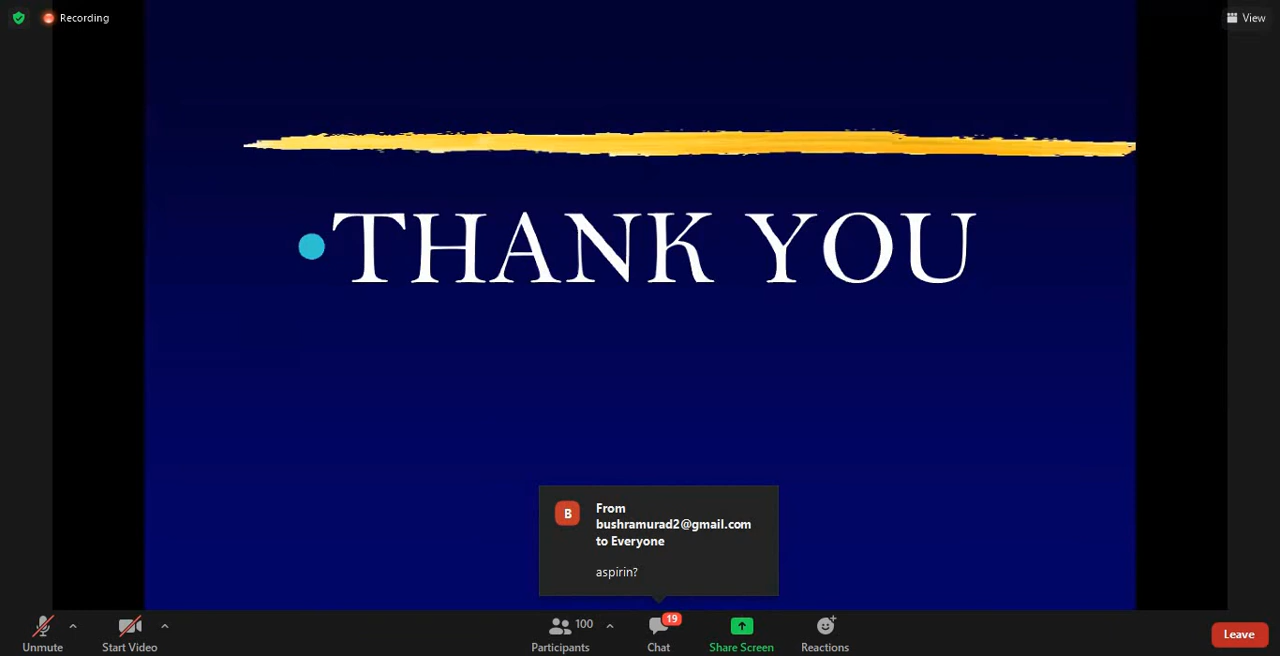 Recording
View
•THANK YOU
B
From
bushramurad2@gmail.com
to Everyone
aspirin?
Unmute
Start Video
100
Participants
19
Chat
Share Screen
Reactions
Leave